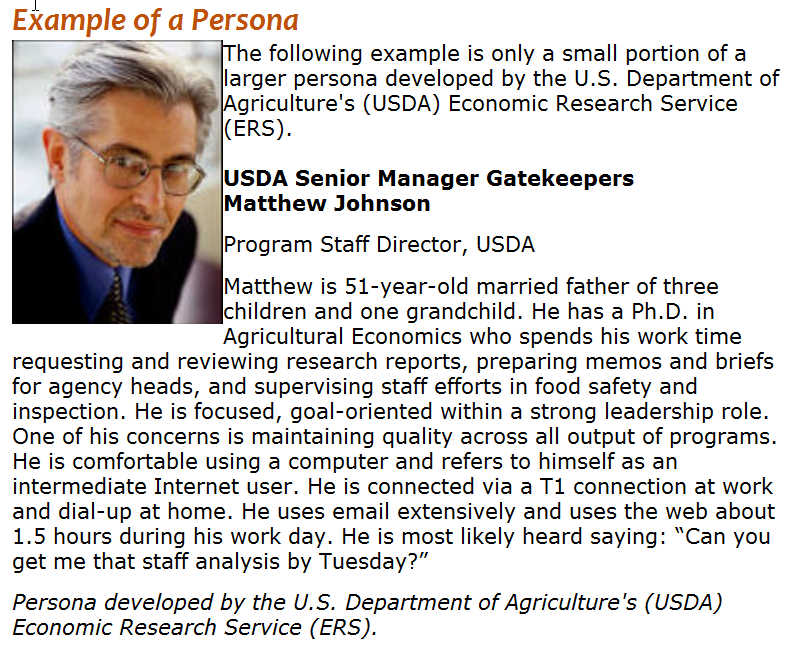 Example of a Persona
The following example is only a small portion of a
larger persona developed by the U.S. Department of
Agriculture's (USDA) Economic Research Service
(ERS).
USDA Senior Manager Gatekeepers
Matthew Johnson
Program Staff Director, USDA
Matthew is 51-year-old married father of three
children and one grandchild. He has a Ph.D. in
Agricultural Economics who spends his work time
requesting and reviewing research reports, preparing memos and briefs
for agency heads, and supervising staff efforts in food safety and
inspection. He is focused, goal-oriented within a strong leadership role.
One of his concerns is maintaining quality across all output of programs.
He is comfortable using a computer and refers to himself as an
intermediate Internet user. He is connected via a T1 connection at work
and dial-up at home. He uses email extensively and uses the web about
1.5 hours during his work day. He is most likely heard saying: “Can you
get me that staff analysis by Tuesday?”
Persona developed by the U.S. Department of Agriculture's (USDA)
Economic Research Service (ERS).